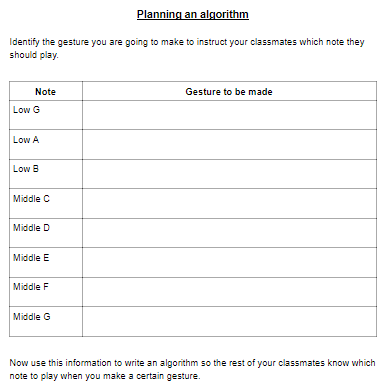 Planning an algorithm
Identify the gesture you are going to make to instruct your classmates which note they
should play.
Note Gesture to be made
Low G
Low A
Low B
Middle C
Middle D
Middle E
Middle F
Middle G
Now use this information to write an algorithm so the rest of your classmates know which
note to play when you make a certain gesture.